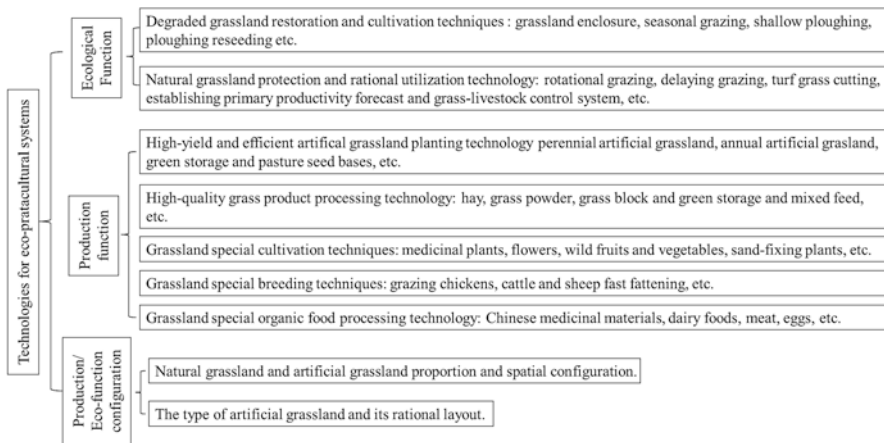 Technologies for eco-pratacultural systems
Ecological
Function
Degraded grassland restoration and cultivation techniques : grassland enclosure, seasonal grazing, shallow ploughing,
ploughing reseeding etc.
Natural grassland protection and rational utilization technology: rotational grazing, delaying grazing, turf grass cutting,
establishing primary productivity forecast and grass-livestock control system, etc.
Production
function
High-yield and efficient artifical grassland planting technology perennial artificial grassland, annual artificial grasland,
green storage and pasture seed bases, etc.
High-quality grass product processing technology: hay, grass powder, grass block and green storage and mixed feed,
etc.
Grassland special cultivation techniques: medicinal plants, flowers, wild fruits and vegetables, sand-fixing plants, etc.
Grassland special breeding techniques: grazing chickens, cattle and sheep fast fattening, etc.
Grassland special organic food processing technology: Chinese medicinal materials, dairy foods, meat, eggs, etc.
Production/
Eco-function
configuration
Natural grassland and artificial grassland proportion and spatial configuration.
The type of artificial grassland and its rational layout.